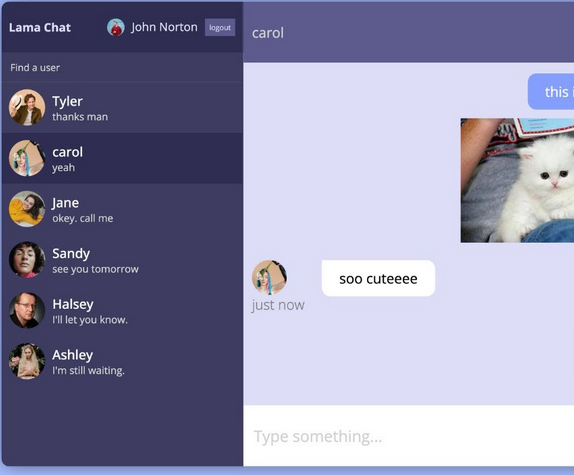 Lama Chat
John Norton
logout
Find a user
Tyler
thanks man
carol
yeah
Jane
okey. call me
Sandy
see you tomorrow
Halsey
I'll let you know.
Ashley
I'm still waiting.
carol
this i
soo cuteeee
just now
Type something...